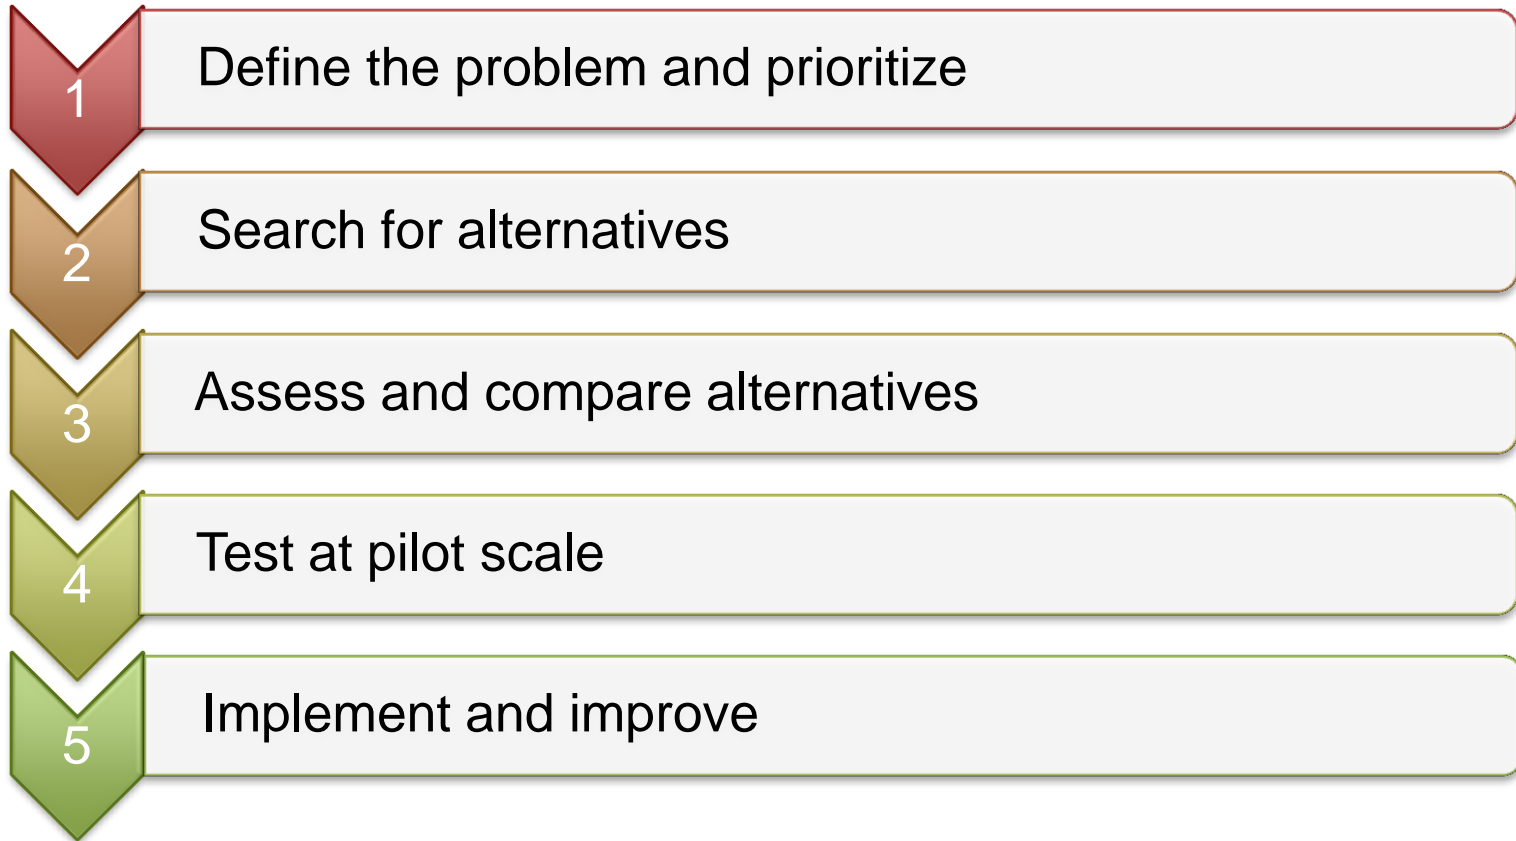 1 Define the problem and prioritize
2 Search for alternatives
3 Assess and compare alternatives
4 Test at pilot scale
5 Implement and improve